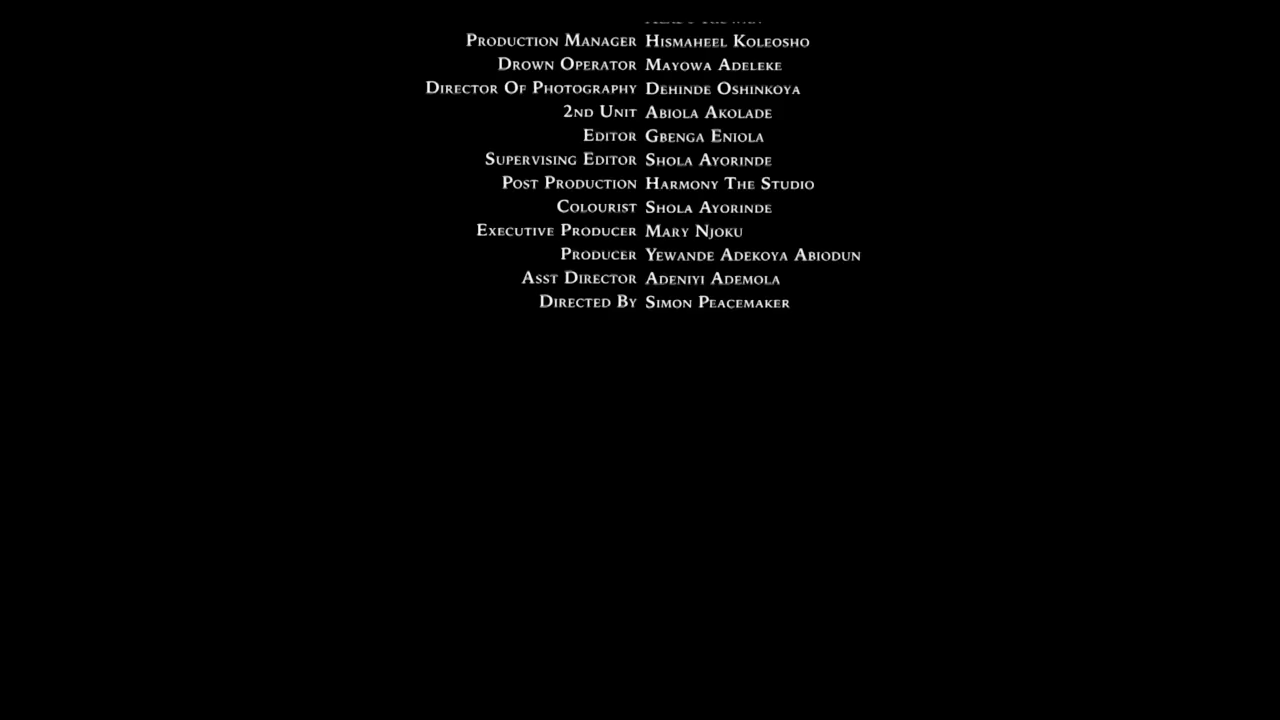 Production Manager Hismaheel Koleosho
Drown Operator Mayowa Adeleke
Director Of Photography Dehinde Oshinkoya
2nd Unit Abiola Akolade
Editor Gbenga Eniola
Supervising Editor Shola Ayorinde
Post Production Harmony The Studio
Colourist Shola Ayorinde
Executive Producer Mary Njoku
Producer Yewande Adekoya Abiodun
Asst Director Adeniyi Ademola
Directed By Simon Peacemaker